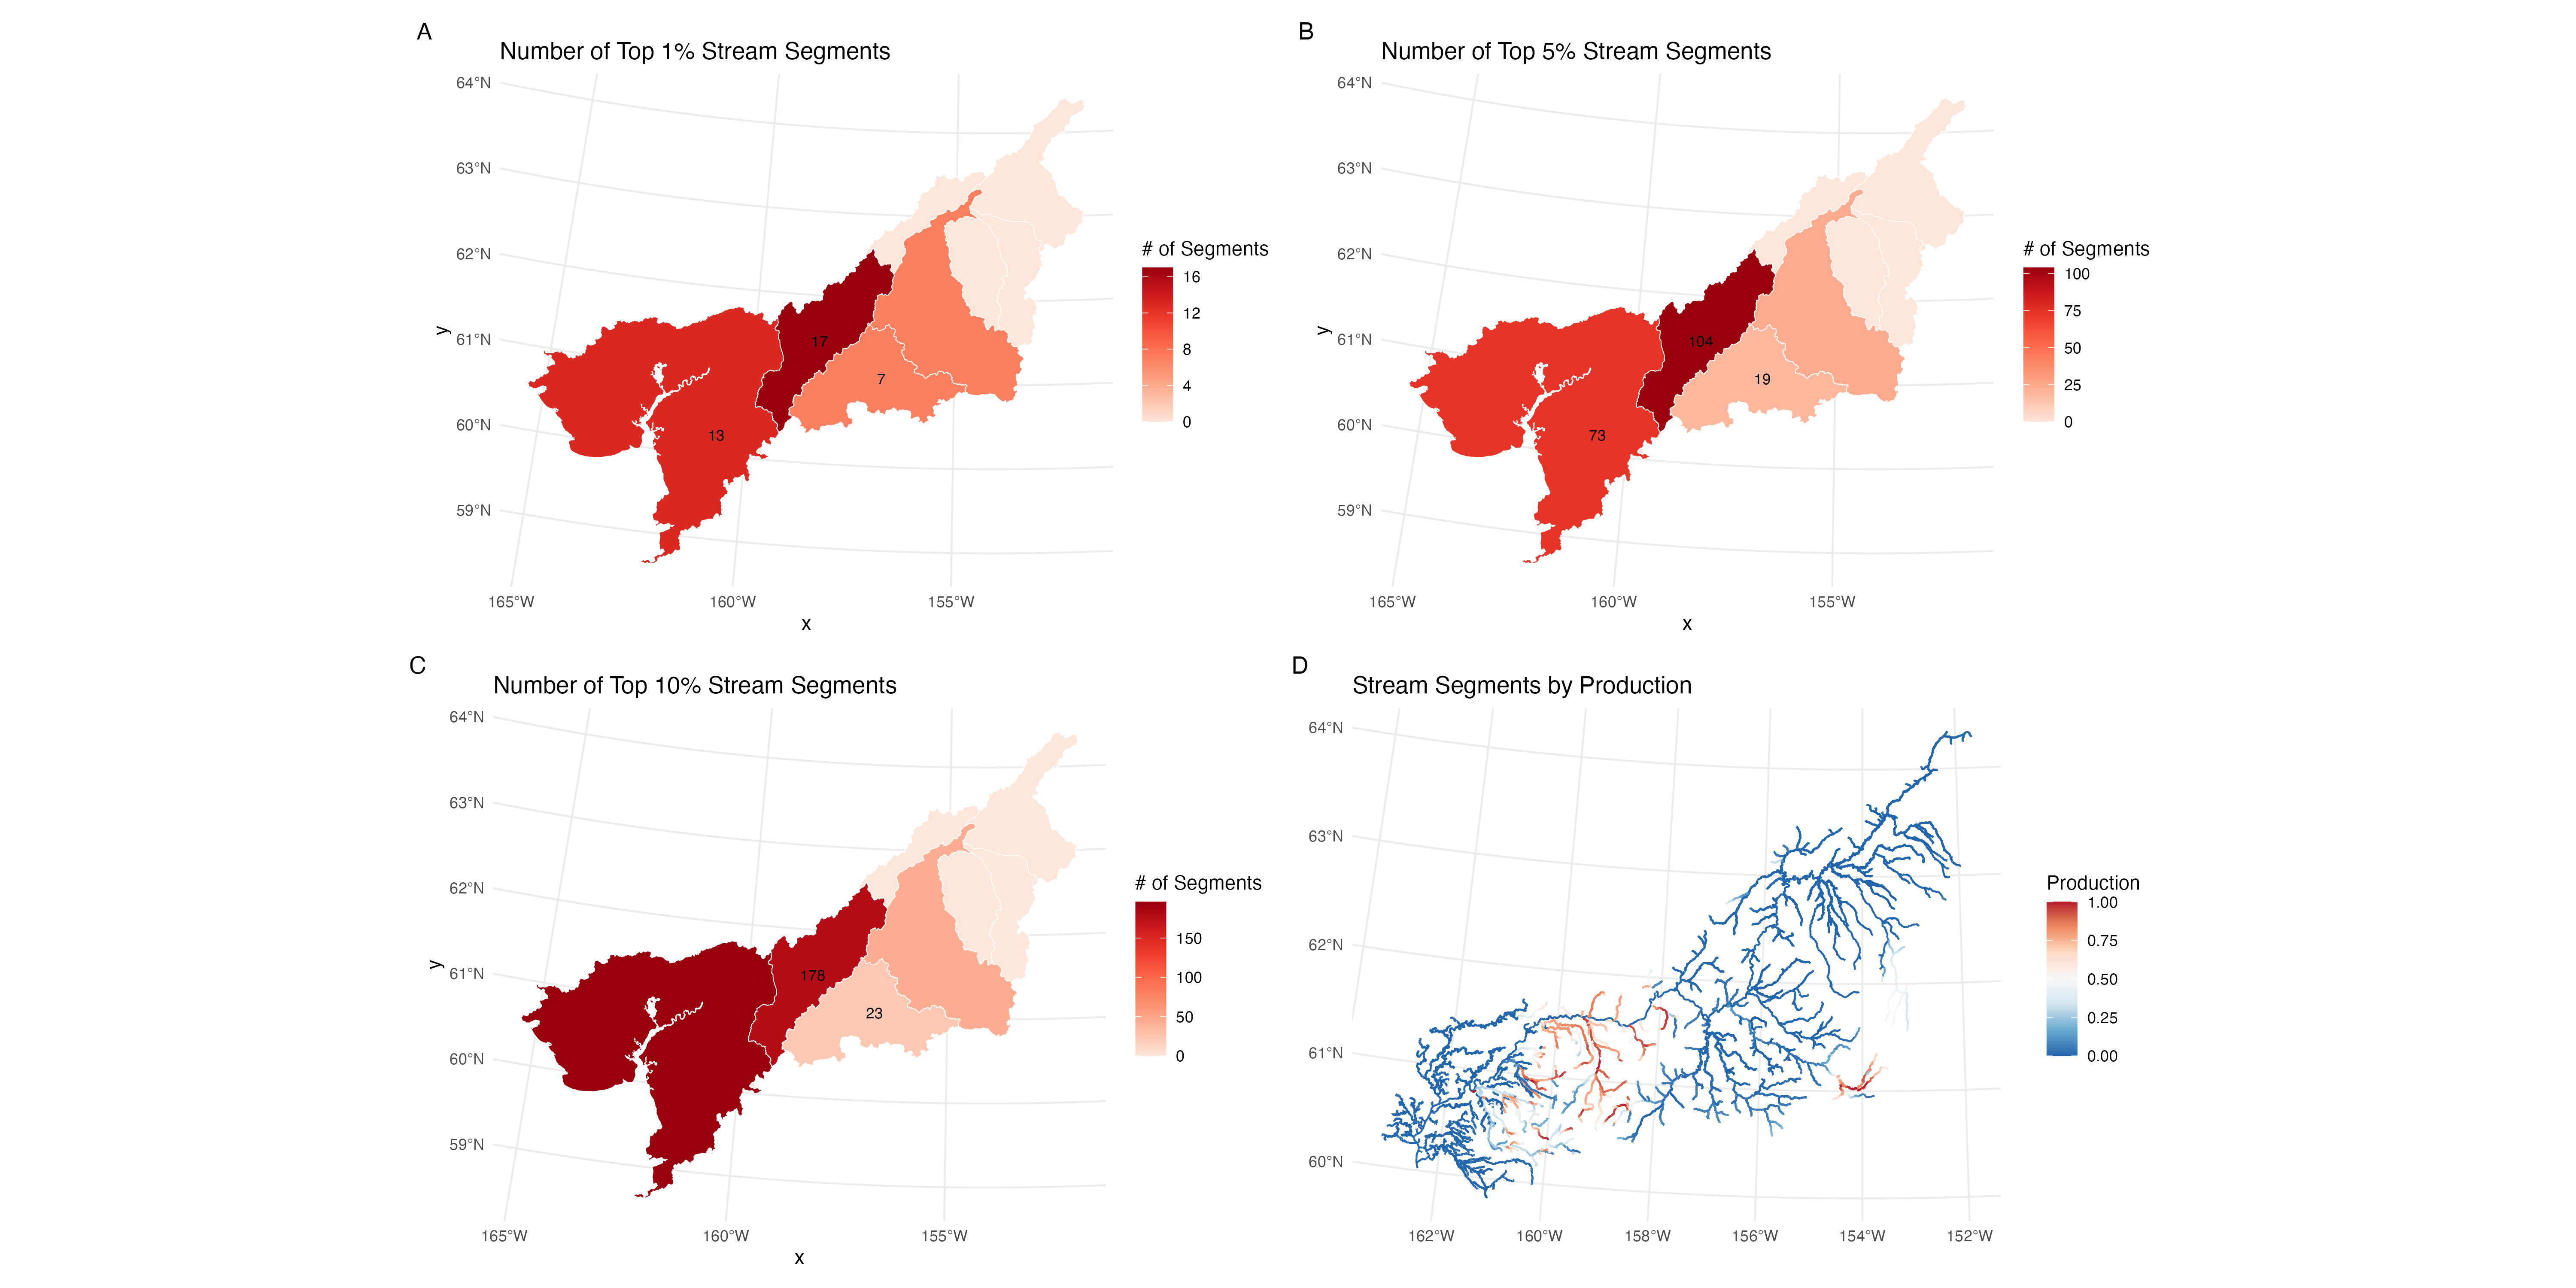 A
Number of Top 1% Stream Segments
64°N
63°N
62°N
61°N
60°N
59°N
y
17
7
13
165°W
160°W
155°W
x
# of Segments
16
12
8
4
0
B
Number of Top 5% Stream Segments
64°N
63°N
62°N
61°N
60°N
59°N
y
104
19
73
165°W
160°W
155°W
x
# of Segments
100
75
50
25
0
C
Number of Top 10% Stream Segments
64°N
63°N
62°N
61°N
60°N
59°N
y
178
23
165°W
160°W
155°W
x
# of Segments
150
100
50
0
D
Stream Segments by Production
64°N
63°N
62°N
61°N
60°N
162°W
160°W
158°W
156°W
154°W
152°W
Production
1.00
0.75
0.50
0.25
0.00